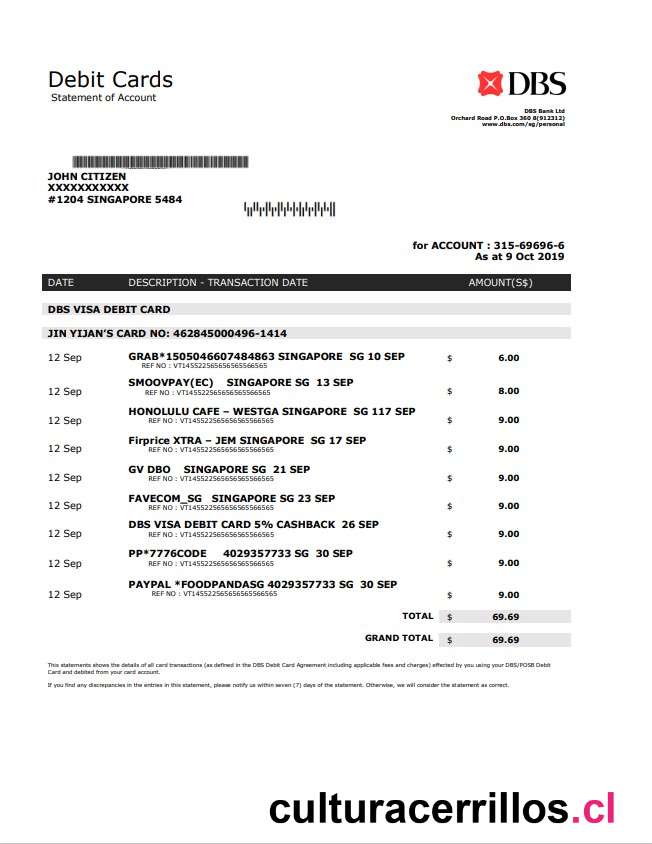 Debit Cards
Statement of Account
DBS
DBS Bank Ltd
Orchard Road P.O.Box 360 8(912312)
www.dbs.com/sg/personal
JOHN CITIZEN
XXXXXXXXXXX
#1204 SINGAPORE 5484
for ACCOUNT : 315-69696-6
As at 9 Oct 2019
DATE DESCRIPTION - TRANSACTION DATE AMOUNT(S$)
DBS VISA DEBIT CARD
JIN YIJAN'S CARD NO: 462845000496-1414
12 Sep GRAB*1505046607484863 SINGAPORE SG 10 SEP $ 6.00
REF NO : VT145522565656565566565
12 Sep SMOOVPAY(EC) SINGAPORE SG 13 SEP $ 8.00
REF NO : VT145522565656565566565
12 Sep HONOLULU CAFE – WESTGA SINGAPORE SG 117 SEP $ 9.00
REF NO : VT145522565656565566565
12 Sep Firprice XTRA – JEM SINGAPORE SG 17 SEP $ 9.00
REF NO : VT145522565656565566565
12 Sep GV DBO SINGAPORE SG 21 SEP $ 9.00
REF NO : VT145522565656565566565
12 Sep FAVECOM_SG SINGAPORE SG 23 SEP $ 9.00
REF NO : VT145522565656565566565
12 Sep DBS VISA DEBIT CARD 5% CASHBACK 26 SEP $ 9.00
REF NO : VT145522565656565566565
12 Sep PP*7776CODE 4029357733 SG 30 SEP $ 9.00
REF NO : VT145522565656565566565
12 Sep PAYPAL *FOODPANDASG 4029357733 SG 30 SEP $ 9.00
REF NO : VT145522565656565566565
TOTAL $ 69.69
GRAND TOTAL $ 69.69
This statements shows the details of all card transactions (as defined in the DBS Debit Card Agreement including applicable fees and charges) effected by you using your DBS/POSB Debit
Card and debited from your card account.
If you find any discrepancies in the entries in this statement, please notify us within seven (7) days of the statement. Otherwise, we will consider the statement as correct.
culturacerrillos.cl